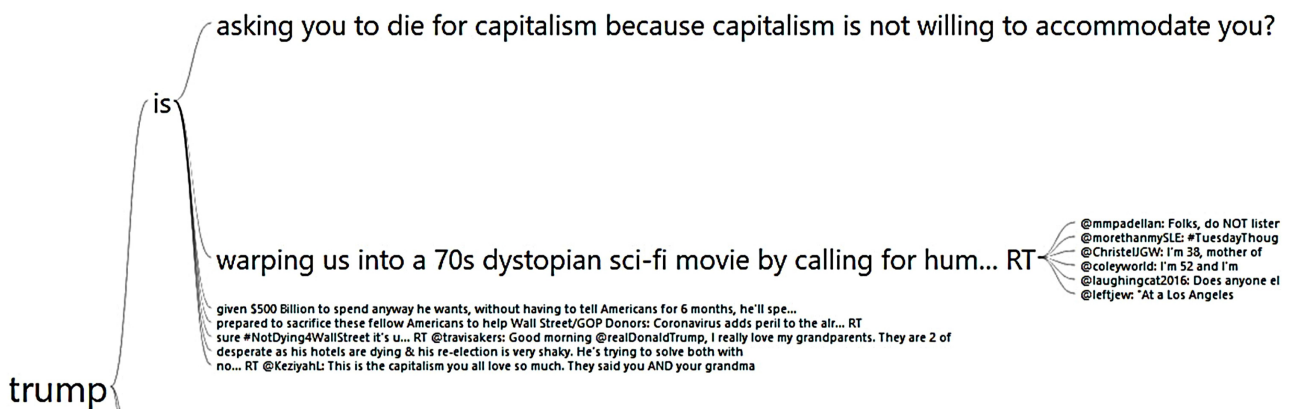 asking you to die for capitalism because capitalism is not willing to accommodate you?
is
@mmpadellan: Folks, do NOT lister
@morethanmySLE: #TuesdayThoug
@ChristelJGW: I'm 38, mother of
warping us into a 70s dystopian sci-fi movie by calling for hum... RT
@coleyworld: I'm 52 and I'm
@laughingcat2016: Does anyone el
@leftjew: "At a Los Angeles
given $500 Billion to spend anyway he wants, without having to tell Americans for 6 months, he'll spe...
prepared to sacrifice these fellow Americans to help Wall Street/GOP Donors: Coronavirus adds peril to the alr... RT
sure #NotDying4WallStreet it's u... RT @travisakers: Good morning @realDonaldTrump, I really love my grandparents. They are 2 of
desperate as his hotels are dying & his re-election is very shaky. He's trying to solve both with
no... RT @KeziyahL: This is the capitalism you all love so much. They said you AND your grandma
trump